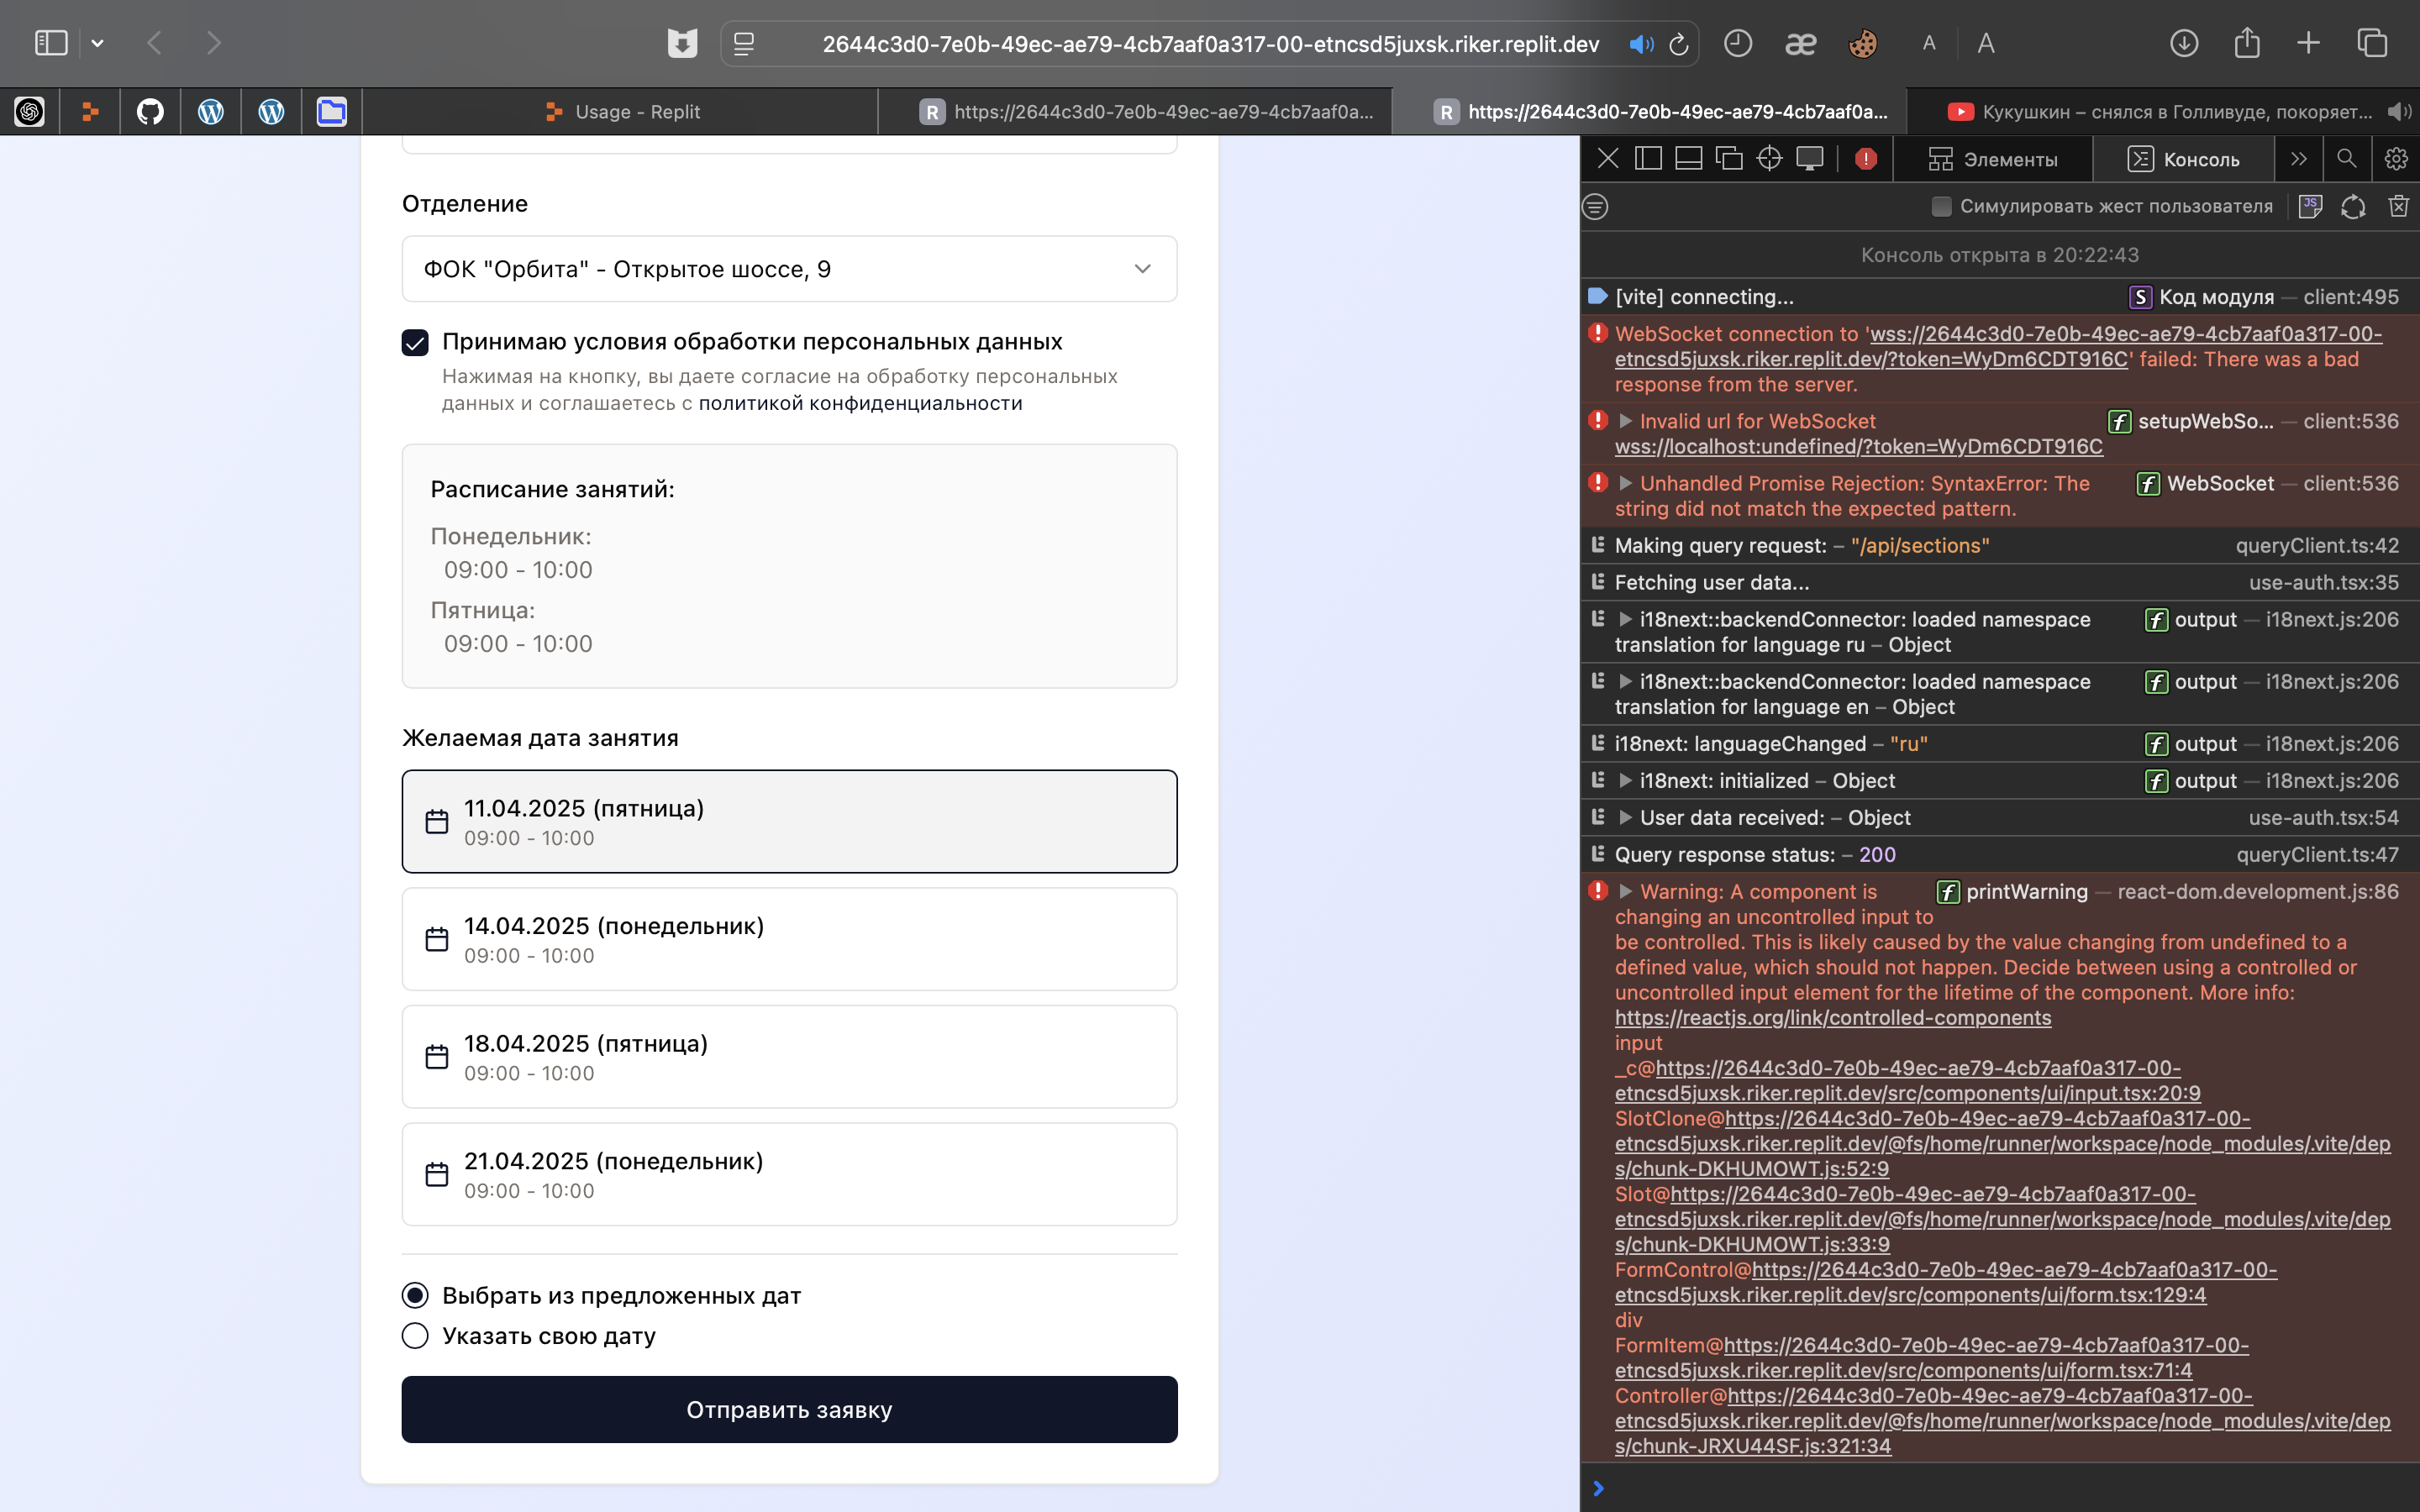 2644c3d0-7e0b-49ec-ae79-4cb7aaf0a317-00-etncsd5juxsk.riker.replit.dev
æ
A
A
Usage - Replit
R https://2644c3d0-7e0b-49ec-ae79-4cb7aaf0a...
R https://2644c3d0-7e0b-49ec-ae79-4cb7aaf0a...
Кукушкин – снялся в Голливуде, покоряет...
Отделение
ФОК "Орбита" - Открытое шоссе, 9
Принимаю условия обработки персональных данных
Нажимая на кнопку, вы даете согласие на обработку персональных
данных и соглашаетесь с политикой конфиденциальности
Расписание занятий:
Понедельник:
09:00 - 10:00
Пятница:
09:00 - 10:00
Желаемая дата занятия
11.04.2025 (пятница)
09:00 - 10:00
14.04.2025 (понедельник)
09:00 - 10:00
18.04.2025 (пятница)
09:00 - 10:00
21.04.2025 (понедельник)
09:00 - 10:00
Выбрать из предложенных дат
Указать свою дату
Отправить заявку
Элементы
Консоль
Симулировать жест пользователя
JS
Консоль открыта в 20:22:43
[vite] connecting... S Код модуля — client:495
WebSocket connection to 'wss://2644c3d0-7e0b-49ec-ae79-4cb7aaf0a317-00-
etncsd5juxsk.riker.replit.dev/?token=WyDm6CDT916C' failed: There was a bad
response from the server.
Invalid url for WebSocket f setupWebSo... — client:536
wss://localhost:undefined/?token=WyDm6CDT916C
Unhandled Promise Rejection: SyntaxError: The f WebSocket — client:536
string did not match the expected pattern.
Making query request: – "/api/sections" queryClient.ts:42
Fetching user data... use-auth.tsx:35
i18next::backendConnector: loaded namespace f output — i18next.js:206
translation for language ru – Object
i18next::backendConnector: loaded namespace f output — i18next.js:206
translation for language en – Object
i18next: languageChanged – "ru" f output — i18next.js:206
i18next: initialized – Object f output — i18next.js:206
User data received: – Object use-auth.tsx:54
Query response status: – 200 queryClient.ts:47
Warning: A component is f printWarning — react-dom.development.js:86
changing an uncontrolled input to
be controlled. This is likely caused by the value changing from undefined to a
defined value, which should not happen. Decide between using a controlled or
uncontrolled input element for the lifetime of the component. More info:
https://reactjs.org/link/controlled-components
input
_c@https://2644c3d0-7e0b-49ec-ae79-4cb7aaf0a317-00-
etncsd5juxsk.riker.replit.dev/src/components/ui/input.tsx:20:9
SlotClone@https://2644c3d0-7e0b-49ec-ae79-4cb7aaf0a317-00-
etncsd5juxsk.riker.replit.dev/@fs/home/runner/workspace/node_modules/.vite/dep
s/chunk-DKHUMOWT.js:52:9
Slot@https://2644c3d0-7e0b-49ec-ae79-4cb7aaf0a317-00-
etncsd5juxsk.riker.replit.dev/@fs/home/runner/workspace/node_modules/.vite/dep
s/chunk-DKHUMOWT.js:33:9
FormControl@https://2644c3d0-7e0b-49ec-ae79-4cb7aaf0a317-00-
etncsd5juxsk.riker.replit.dev/src/components/ui/form.tsx:129:4
div
FormItem@https://2644c3d0-7e0b-49ec-ae79-4cb7aaf0a317-00-
etncsd5juxsk.riker.replit.dev/src/components/ui/form.tsx:71:4
Controller@https://2644c3d0-7e0b-49ec-ae79-4cb7aaf0a317-00-
etncsd5juxsk.riker.replit.dev/@fs/home/runner/workspace/node_modules/.vite/dep
s/chunk-JRXU44SF.js:321:34